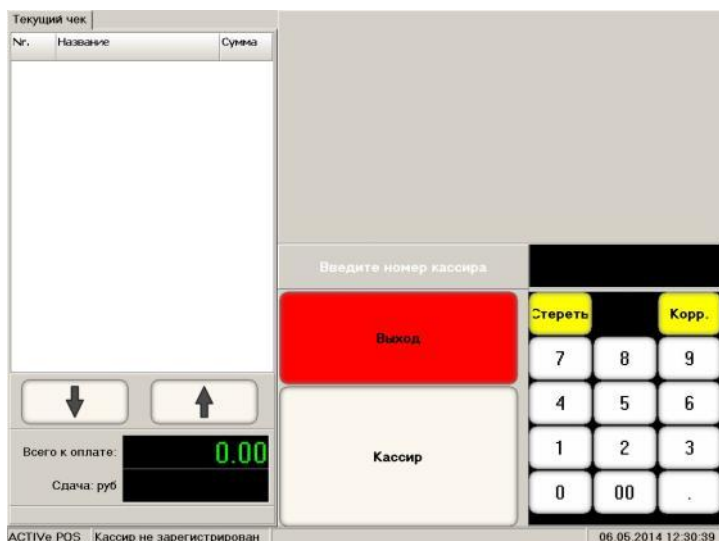 Текущий чек
Nr. Название Сумма
Введите номер кассира
Выход
Стереть Корр.
7 8 9
4 5 6
1 2 3
0 00 .
Кассир
Всего к оплате: 0.00
Сдача: руб
ACTIVe POS Кассир не зарегистрирован 06.05.2014 12:30:39